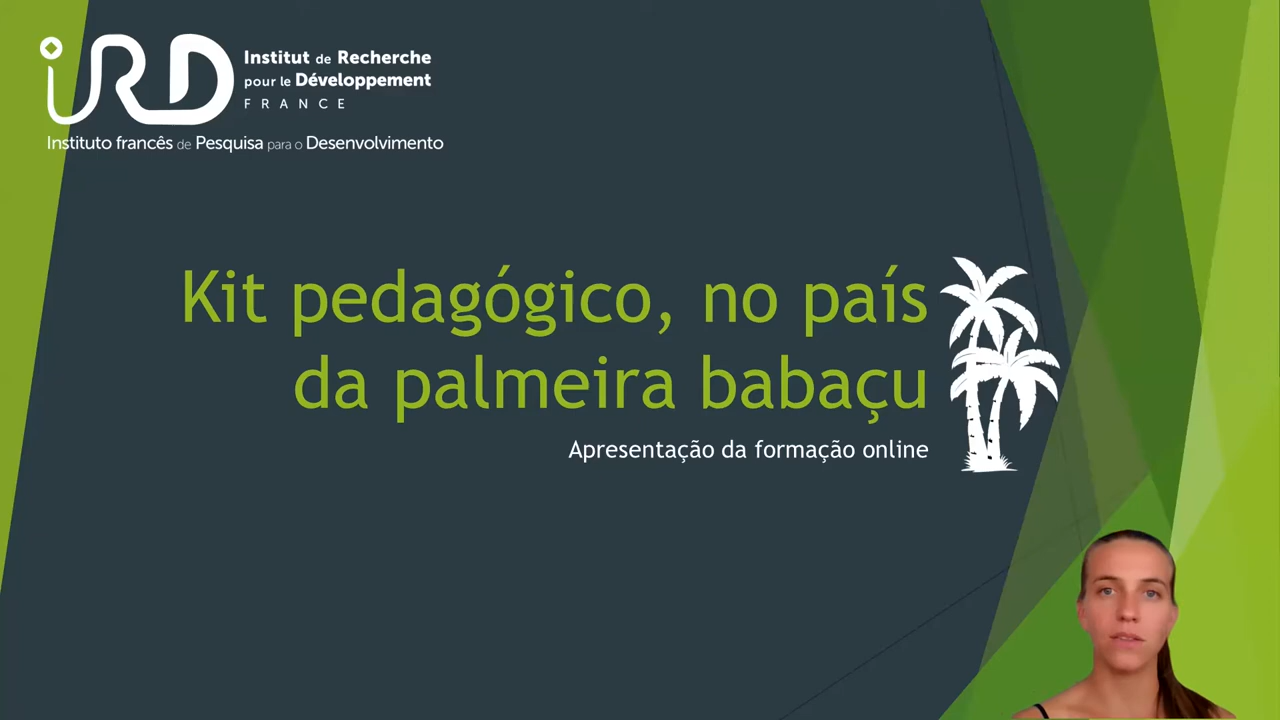 iRD
Institut de Recherche
pour le Développement
FRANCE
Instituto francês de Pesquisa para o Desenvolvimento
Kit pedagógico, no país
da palmeira babaçu
Apresentação da formação online